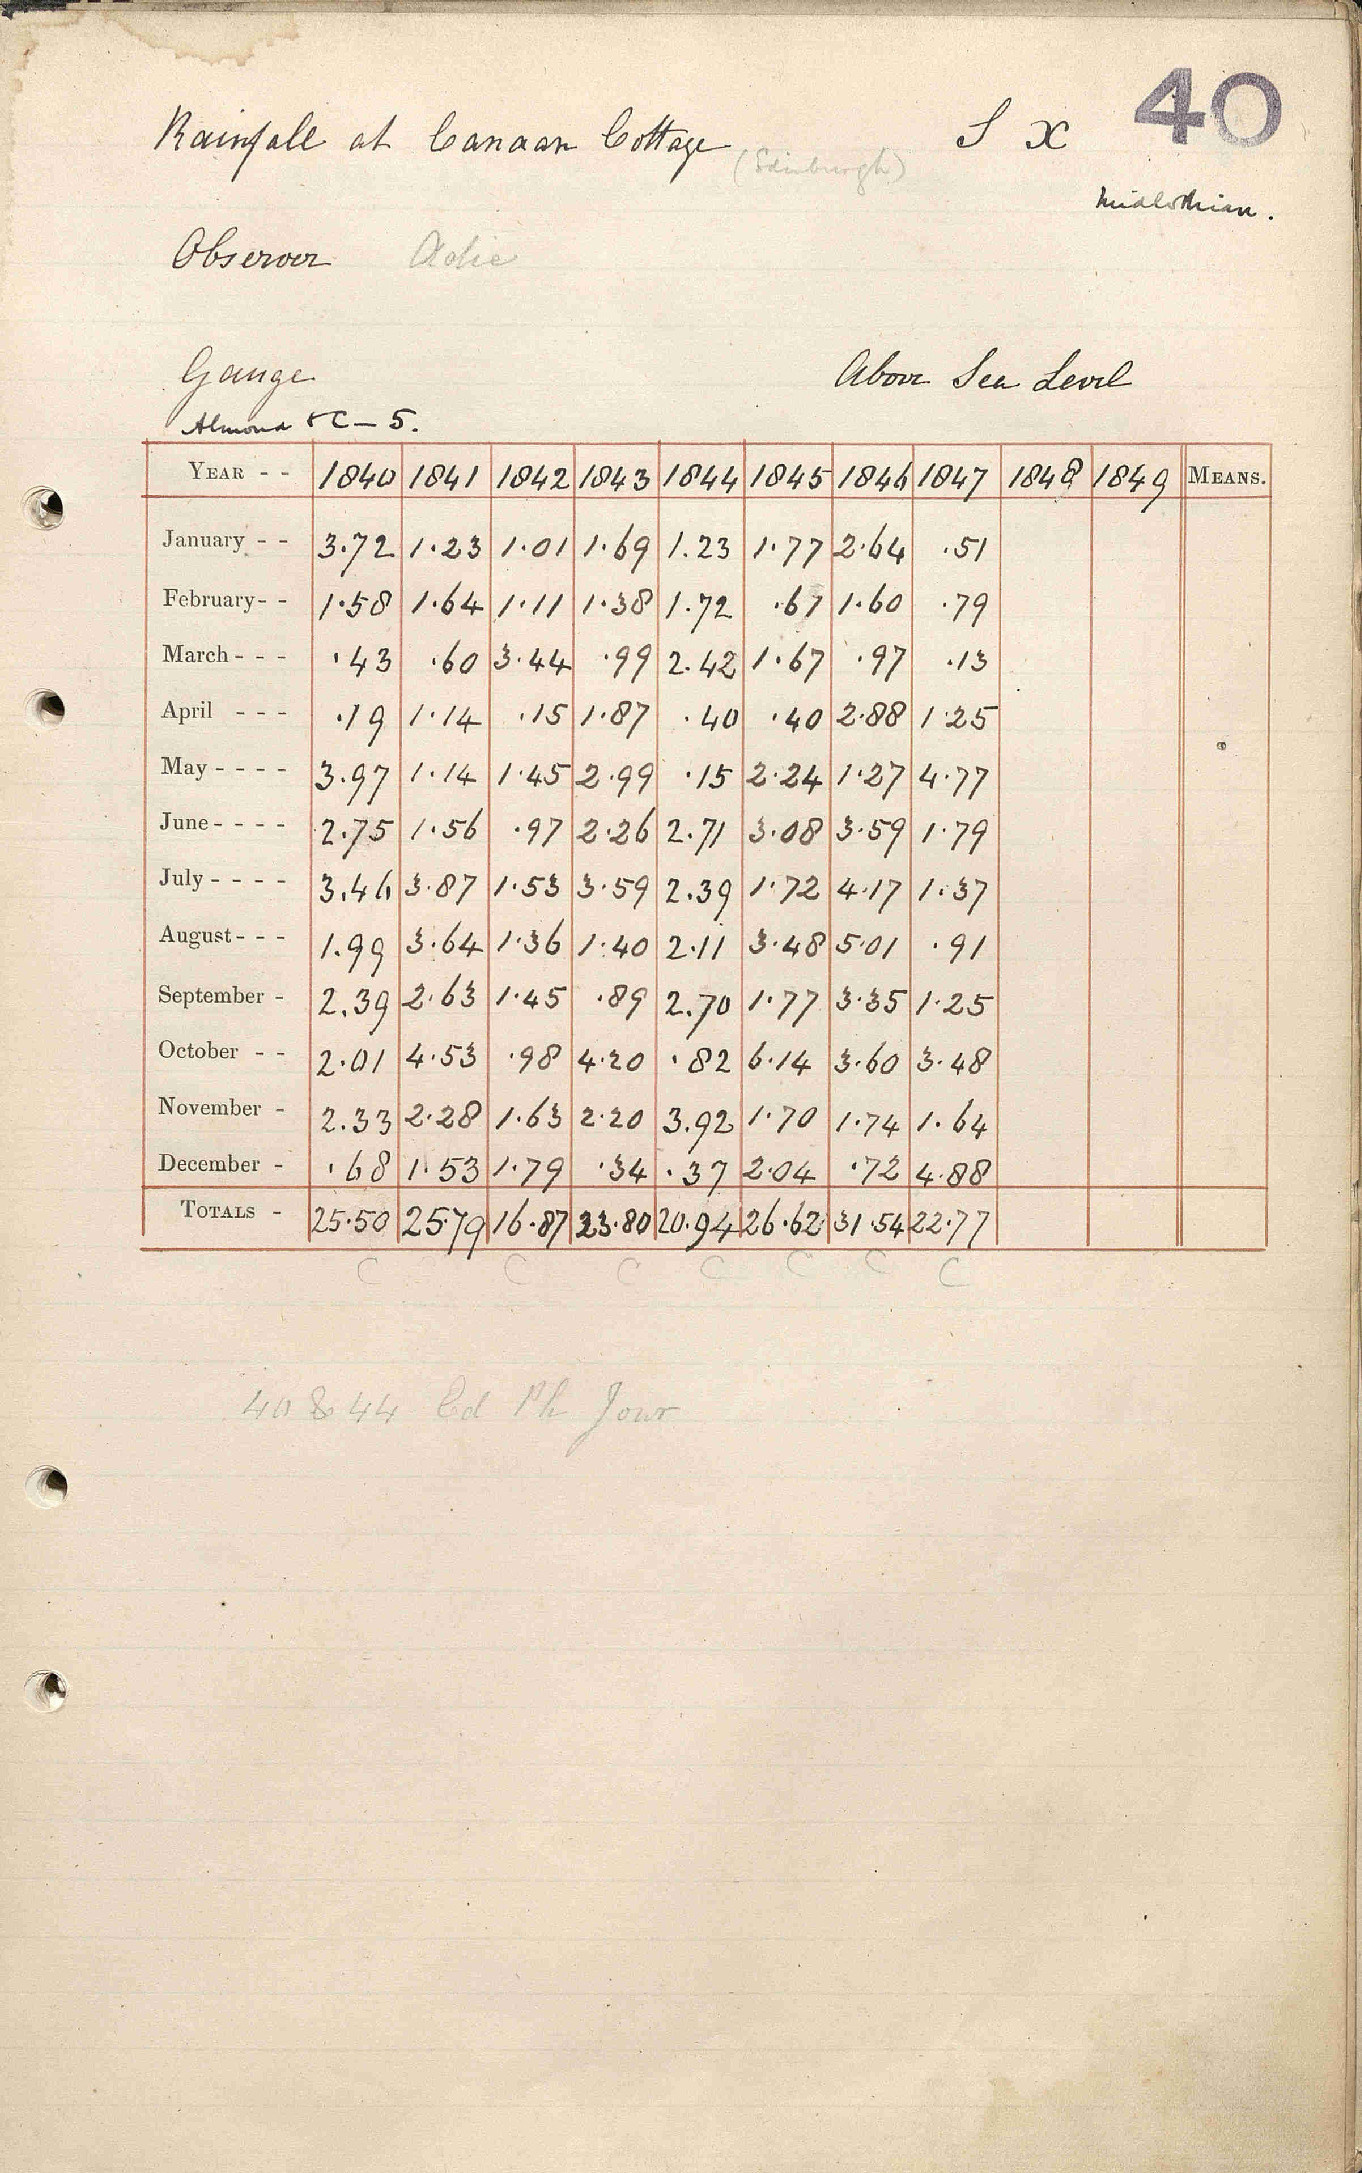 40
Rainfall at Canaan Cottage (Edinburgh) S X
Midlothian.
Observer Adie
Gauge Above Sea Level
Almond & C – 5.
YEAR - - 1840 1841 1842 1843 1844 1845 1846 1847 1848 1849 MEANS.
January - - 3.72 1.23 1.01 1.69 1.23 1.77 2.64 .51
February - - 1.58 1.64 1.11 1.38 1.72 .67 1.60 .79
March - - - .43 .60 3.44 .99 2.42 1.67 .97 .13
April - - - .19 1.14 .15 1.87 .40 .40 2.88 1.25
May - - - - 3.97 1.14 1.45 2.99 .15 2.24 1.27 4.77
June - - - - 2.75 1.56 .97 2.26 2.71 3.08 3.59 1.79
July - - - - 3.46 3.87 1.53 3.59 2.39 1.72 4.17 1.37
August - - - 1.99 3.64 1.36 1.40 2.11 3.48 5.01 .91
September - 2.39 2.63 1.45 .89 2.70 1.77 3.35 1.25
October - - 2.01 4.53 .98 4.20 .82 6.14 3.60 3.48
November - 2.33 2.28 1.63 2.20 3.92 1.70 1.74 1.64
December - .68 1.53 1.79 .34 .37 2.04 .72 4.88
TOTALS - 25.50 25.79 16.87 23.80 20.94 26.62 31.54 22.77
C C C C C C C
40 & 44 Ed Ph Jour